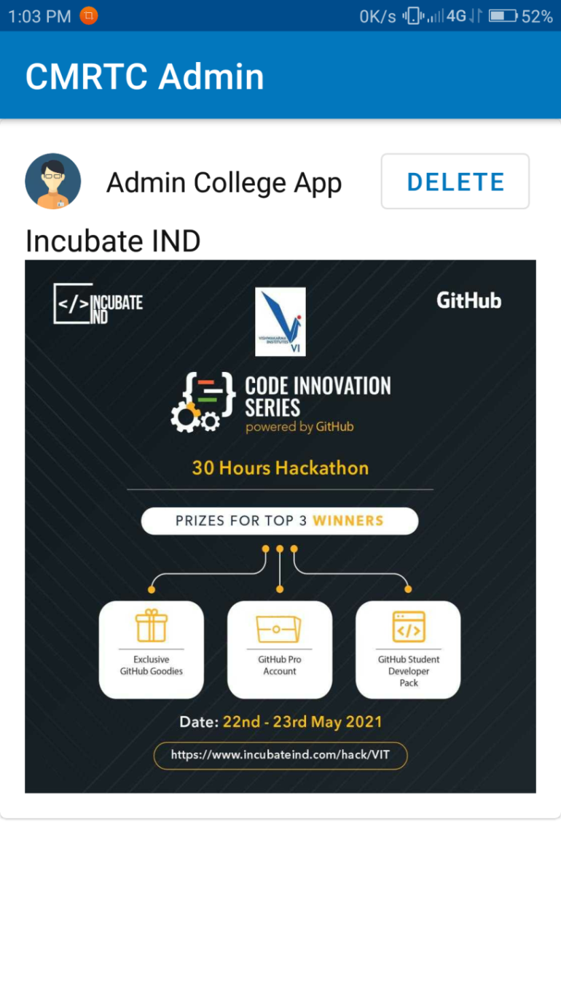 1:03 PM 0K/s 4G 52%
CMRTC Admin
Admin College App DELETE
Incubate IND
</>INCUBATE
IND
GitHub
VISHWAKARMA
INSTITUTES
VI
CODE INNOVATION
SERIES
powered by GitHub
30 Hours Hackathon
PRIZES FOR TOP 3 WINNERS
Exclusive
GitHub Goodies
GitHub Pro
Account
</>
GitHub Student
Developer
Pack
Date: 22nd - 23rd May 2021
https://www.incubateind.com/hack/VIT